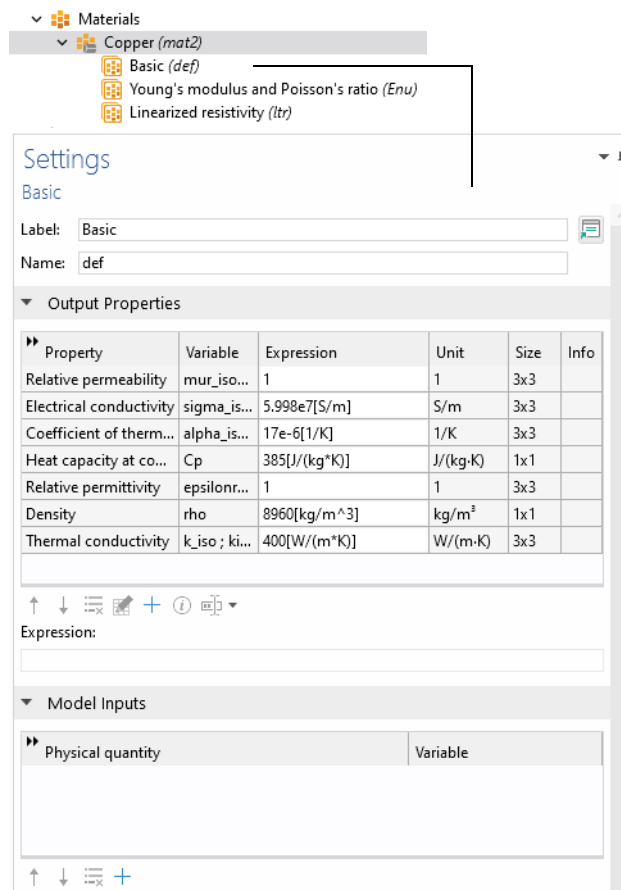 Materials
Copper (mat2)
Basic (def)
Young's modulus and Poisson's ratio (Enu)
Linearized resistivity (ltr)
Settings
Basic
Label: Basic
Name: def
Output Properties
Property Variable Expression Unit Size Info
Relative permeability mur_iso... 1 1 3x3
Electrical conductivity sigma_is... 5.998e7[S/m] S/m 3x3
Coefficient of therm... alpha_is... 17e-6[1/K] 1/K 3x3
Heat capacity at co... Cp 385[J/(kg*K)] J/(kg·K) 1x1
Relative permittivity epsilonr... 1 1 3x3
Density rho 8960[kg/m^3] kg/m³ 1x1
Thermal conductivity k_iso ; ki... 400[W/(m*K)] W/(m·K) 3x3
Expression:
Model Inputs
Physical quantity Variable